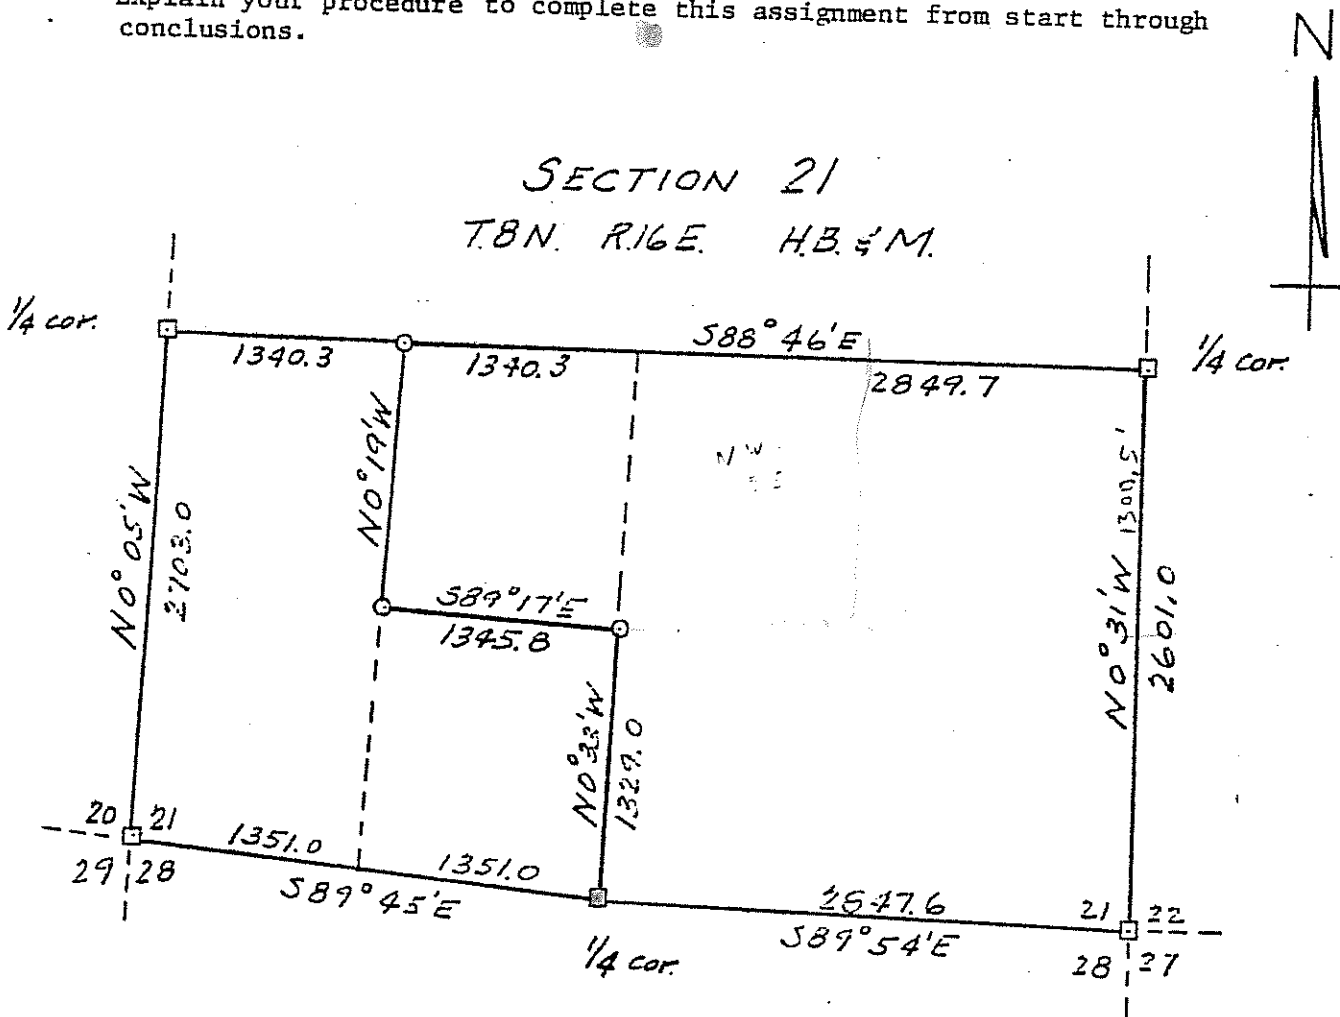 Explain your procedure to complete this assignment from start through
conclusions.
N
SECTION 21
T.8N. R.16E. H.B. & M.
1/4 cor.
S88°46'E
1/4 cor.
1340.3
1340.3
2849.7
N0°19'W
NW
N0°05'W
2703.0
N0°31'W 1300.5'
2601.0
S89°17'E
1345.8
N0°32'W
1329.0
20 21
1351.0
1351.0
2647.6
21 22
29 28
S89°45'E
S89°54'E
28 27
1/4 cor.